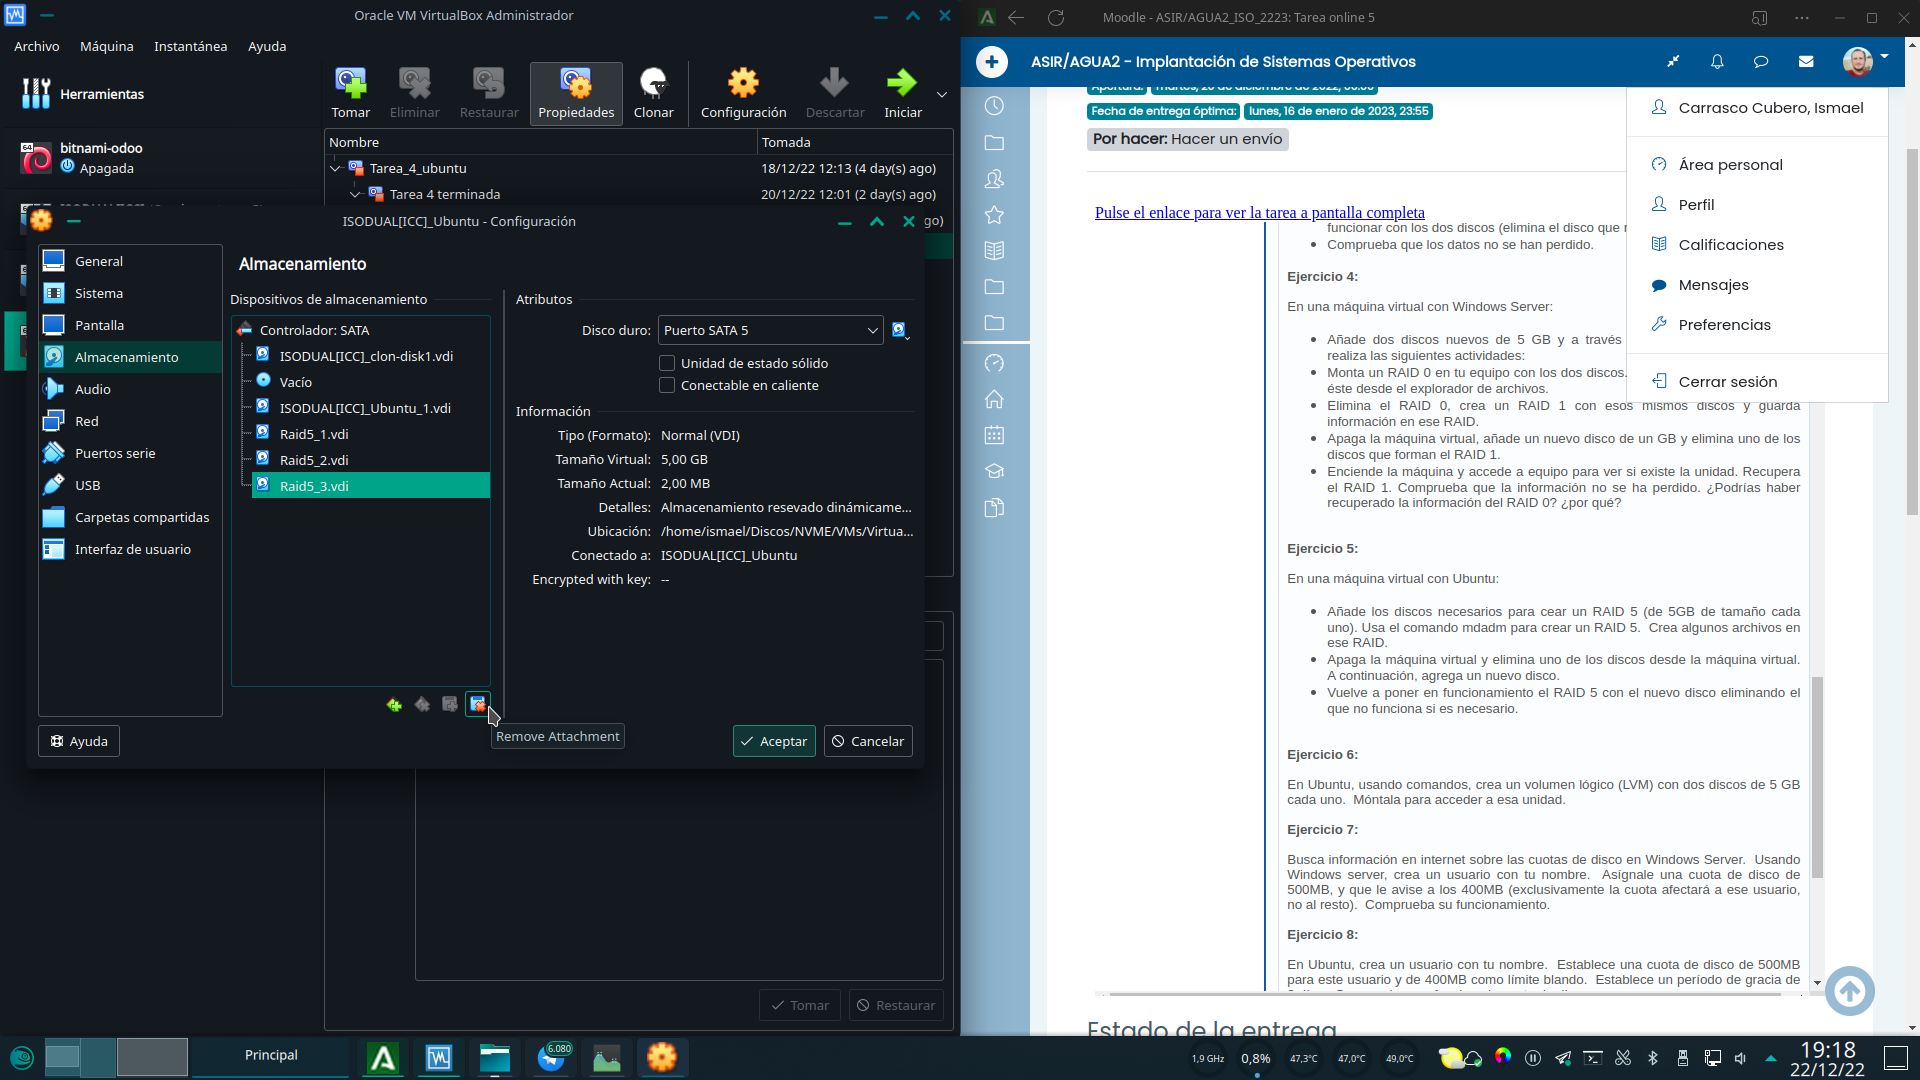 Oracle VM VirtualBox Administrador
Archivo Máquina Instantánea Ayuda
Herramientas
Tomar Eliminar Restaurar Propiedades Clonar Configuración Descartar Iniciar
bitnami-odoo
Apagada
Nombre Tomada
Tarea_4_ubuntu 18/12/22 12:13 (4 day(s) ago)
Tarea 4 terminada 20/12/22 12:01 (2 day(s) ago)
ago)
ISODUAL[ICC]_Ubuntu - Configuración
General
Sistema
Pantalla
Almacenamiento
Audio
Red
Puertos serie
USB
Carpetas compartidas
Interfaz de usuario
Almacenamiento
Dispositivos de almacenamiento
Controlador: SATA
ISODUAL[ICC]_clon-disk1.vdi
Vacío
ISODUAL[ICC]_Ubuntu_1.vdi
Raid5_1.vdi
Raid5_2.vdi
Raid5_3.vdi
Atributos
Disco duro: Puerto SATA 5
Unidad de estado sólido
Conectable en caliente
Información
Tipo (Formato): Normal (VDI)
Tamaño Virtual: 5,00 GB
Tamaño Actual: 2,00 MB
Detalles: Almacenamiento resevado dinámicame...
Ubicación: /home/ismael/Discos/NVME/VMs/Virtua...
Conectado a: ISODUAL[ICC]_Ubuntu
Encrypted with key: --
Remove Attachment
Ayuda Aceptar Cancelar
Tomar Restaurar
Moodle - ASIR/AGUA2_ISO_2223: Tarea online 5
ASIR/AGUA2 - Implantación de Sistemas Operativos
Fecha de entrega óptima: lunes, 16 de enero de 2023, 23:55
Por hacer: Hacer un envío
Pulse el enlace para ver la tarea a pantalla completa
Carrasco Cubero, Ismael
Área personal
Perfil
Calificaciones
Mensajes
Preferencias
Cerrar sesión
funcionar con los dos discos (elimina el disco que
Comprueba que los datos no se han perdido.
Ejercicio 4:
En una máquina virtual con Windows Server:
Añade dos discos nuevos de 5 GB y a través
realiza las siguientes actividades:
Monta un RAID 0 en tu equipo con los dos discos.
éste desde el explorador de archivos.
Elimina el RAID 0, crea un RAID 1 con esos mismos discos y guarda
información en ese RAID.
Apaga la máquina virtual, añade un nuevo disco de un GB y elimina uno de los
discos que forman el RAID 1.
Enciende la máquina y accede a equipo para ver si existe la unidad. Recupera
el RAID 1. Comprueba que la información no se ha perdido. ¿Podrías haber
recuperado la información del RAID 0? ¿por qué?
Ejercicio 5:
En una máquina virtual con Ubuntu:
Añade los discos necesarios para cear un RAID 5 (de 5GB de tamaño cada
uno). Usa el comando mdadm para crear un RAID 5. Crea algunos archivos en
ese RAID.
Apaga la máquina virtual y elimina uno de los discos desde la máquina virtual.
A continuación, agrega un nuevo disco.
Vuelve a poner en funcionamiento el RAID 5 con el nuevo disco eliminando el
que no funciona si es necesario.
Ejercicio 6:
En Ubuntu, usando comandos, crea un volumen lógico (LVM) con dos discos de 5 GB
cada uno. Móntala para acceder a esa unidad.
Ejercicio 7:
Busca información en internet sobre las cuotas de disco en Windows Server. Usando
Windows server, crea un usuario con tu nombre. Asígnale una cuota de disco de
500MB, y que le avise a los 400MB (exclusivamente la cuota afectará a ese usuario,
no al resto). Comprueba su funcionamiento.
Ejercicio 8:
En Ubuntu, crea un usuario con tu nombre. Establece una cuota de disco de 500MB
para este usuario y de 400MB como límite blando. Establece un período de gracia de
Estado de la entrega
Principal
6.080
1,9 GHz 0,8% 47,3°C 47,0°C 49,0°C
19:18
22/12/22